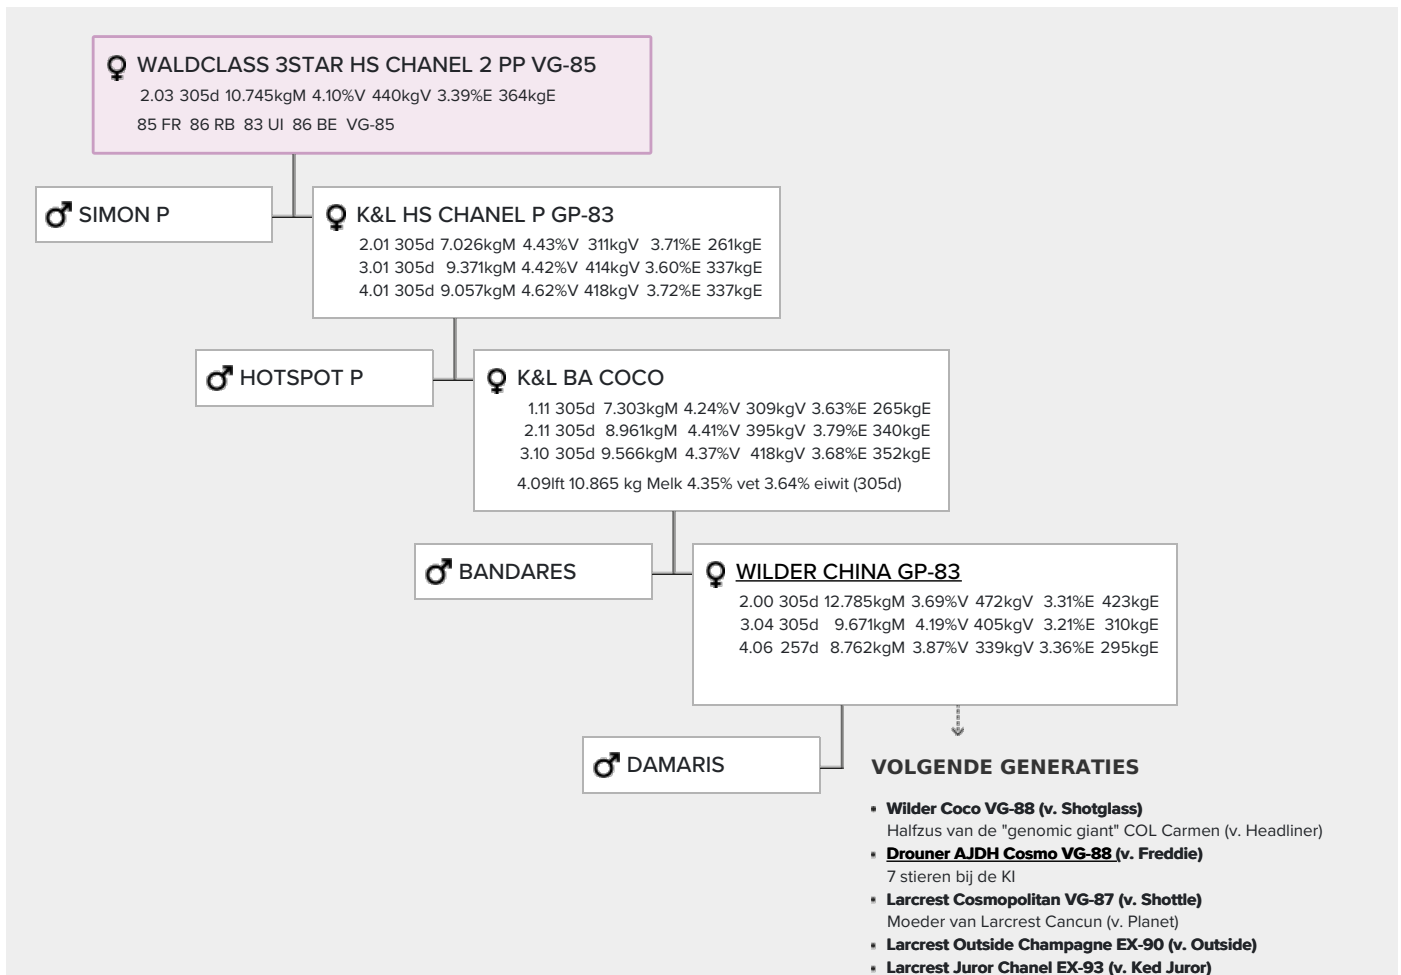 WALDCLASS 3STAR HS CHANEL 2 PP VG-85
2.03 305d 10.745kgM 4.10%V 440kgV 3.39%E 364kgE
85 FR 86 RB 83 UI 86 BE VG-85
SIMON P
K&L HS CHANEL P GP-83
2.01 305d 7.026kgM 4.43%V 311kgV 3.71%E 261kgE
3.01 305d 9.371kgM 4.42%V 414kgV 3.60%E 337kgE
4.01 305d 9.057kgM 4.62%V 418kgV 3.72%E 337kgE
HOTSPOT P
K&L BA COCO
1.11 305d 7.303kgM 4.24%V 309kgV 3.63%E 265kgE
2.11 305d 8.961kgM 4.41%V 395kgV 3.79%E 340kgE
3.10 305d 9.566kgM 4.37%V 418kgV 3.68%E 352kgE
4.09lft 10.865 kg Melk 4.35% vet 3.64% eiwit (305d)
BANDARES
WILDER CHINA GP-83
2.00 305d 12.785kgM 3.69%V 472kgV 3.31%E 423kgE
3.04 305d 9.671kgM 4.19%V 405kgV 3.21%E 310kgE
4.06 257d 8.762kgM 3.87%V 339kgV 3.36%E 295kgE
DAMARIS
VOLGENDE GENERATIES
Wilder Coco VG-88 (v. Shotglass)
Halfzus van de "genomic giant" COL Carmen (v. Headliner)
Drouner AJDH Cosmo VG-88 (v. Freddie)
7 stieren bij de KI
Larcrest Cosmopolitan VG-87 (v. Shottle)
Moeder van Larcrest Cancun (v. Planet)
Larcrest Outside Champagne EX-90 (v. Outside)
Larcrest Juror Chanel EX-93 (v. Ked Juror)